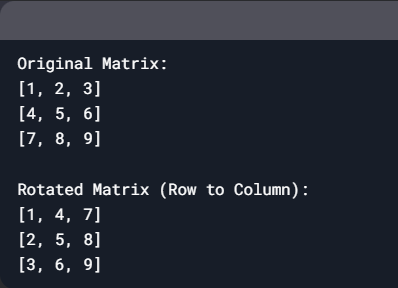 Original Matrix:
[1, 2, 3]
[4, 5, 6]
[7, 8, 9]
Rotated Matrix (Row to Column):
[1, 4, 7]
[2, 5, 8]
[3, 6, 9]